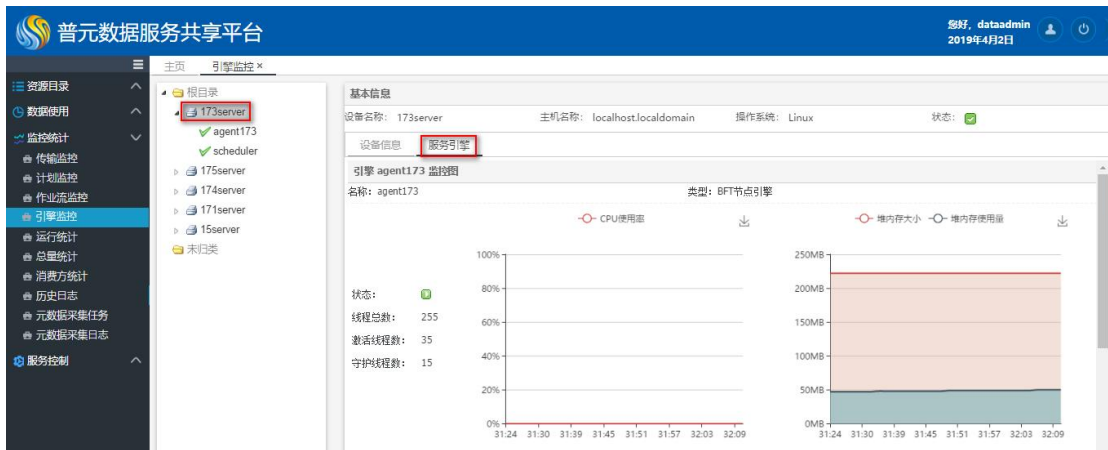 普元数据服务共享平台
您好, dataadmin
2019年4月2日
主页 引擎监控 ×
资源目录
数据使用
监控统计
传输监控
计划监控
作业流监控
引擎监控
运行统计
总量统计
消费方统计
历史日志
元数据采集任务
元数据采集日志
服务控制
根目录
173server
agent173
scheduler
175server
174server
171server
15server
未归类
基本信息
设备名称: 173server 主机名称: localhost.localdomain 操作系统: Linux 状态:
设备信息 服务引擎
引擎 agent173 监控图
名称: agent173 类型: BFT节点引擎
状态:
线程总数: 255
激活线程数: 35
守护线程数: 15
CPU使用率
100%
80%
60%
40%
20%
0%
31:24 31:30 31:39 31:45 31:51 31:57 32:03 32:09
堆内存大小 堆内存使用量
250MB
200MB
150MB
100MB
50MB
0MB
31:24 31:30 31:39 31:45 31:51 31:57 32:03 32:09